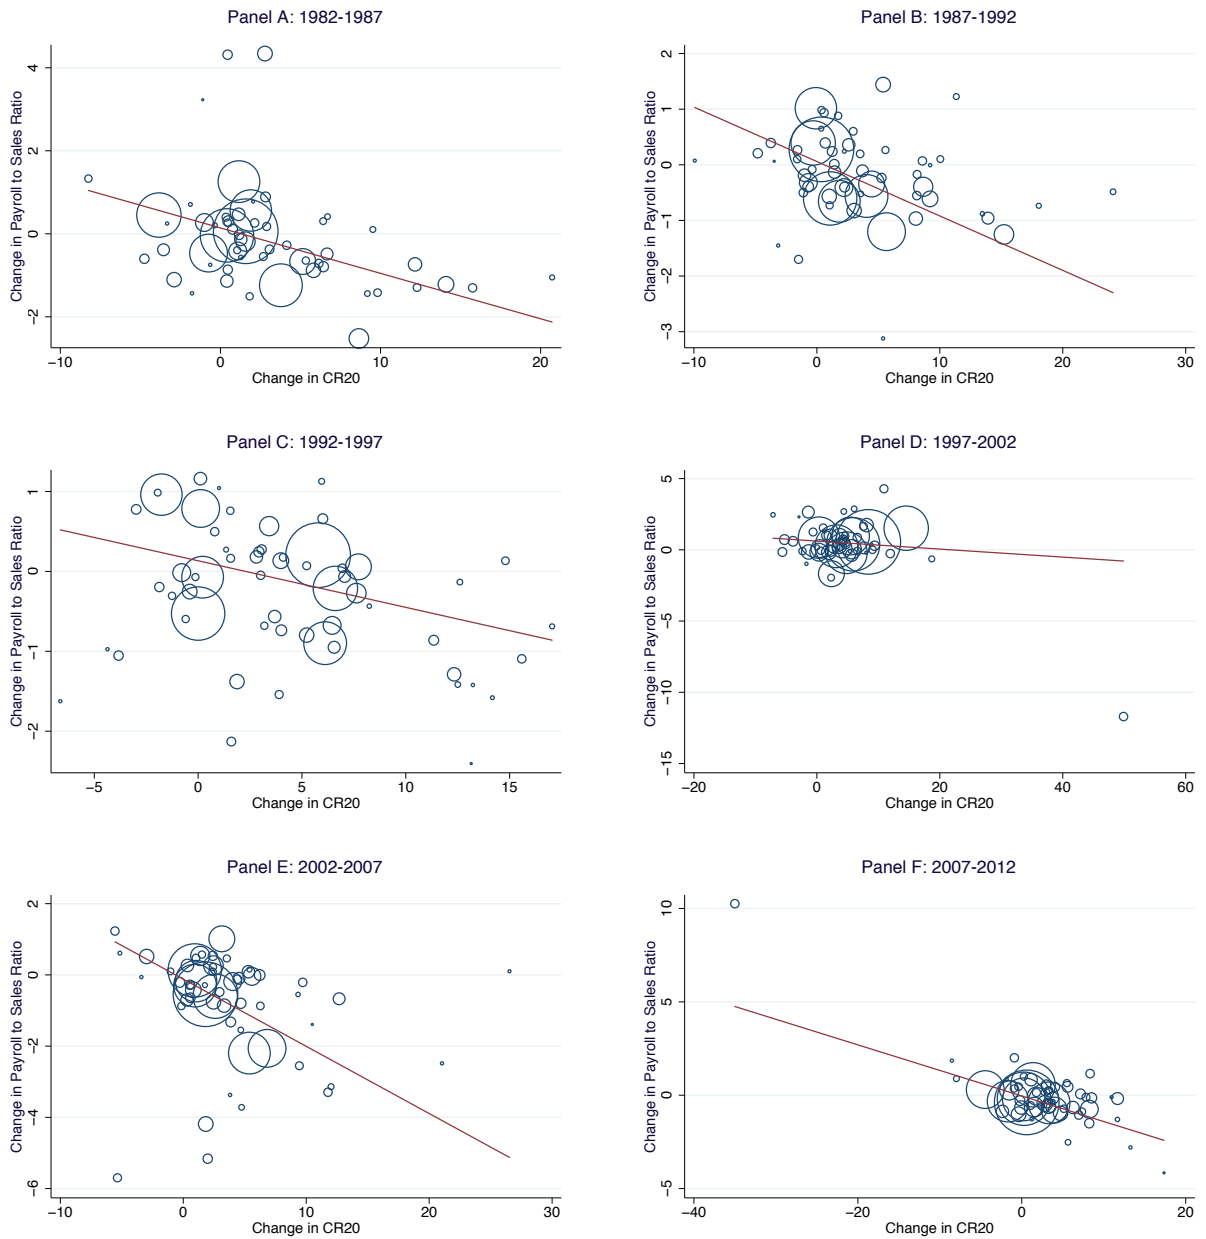 Panel A: 1982-1987
Change in Payroll to Sales Ratio
4
2
0
−2
−10 0 10 20
Change in CR20
Panel B: 1987-1992
Change in Payroll to Sales Ratio
2
1
0
−1
−2
−3
−10 0 10 20 30
Change in CR20
Panel C: 1992-1997
Change in Payroll to Sales Ratio
1
0
−1
−2
−5 0 5 10 15
Change in CR20
Panel D: 1997-2002
Change in Payroll to Sales Ratio
5
0
−5
−10
−15
−20 0 20 40 60
Change in CR20
Panel E: 2002-2007
Change in Payroll to Sales Ratio
2
0
−2
−4
−6
−10 0 10 20 30
Change in CR20
Panel F: 2007-2012
Change in Payroll to Sales Ratio
10
5
0
−5
−40 −20 0 20
Change in CR20